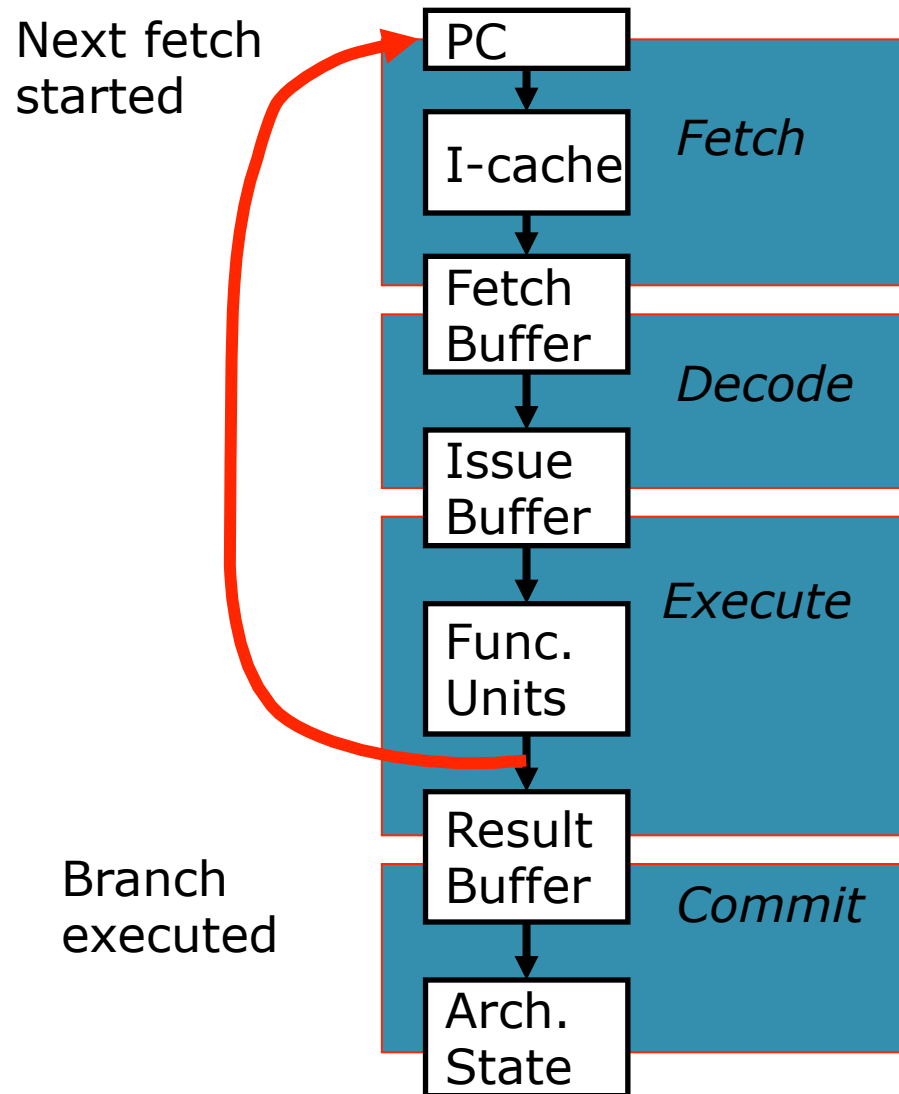 Next fetch
started
PC
I-cache
Fetch
Fetch
Buffer
Decode
Issue
Buffer
Execute
Func.
Units
Result
Buffer
Branch
executed
Commit
Arch.
State